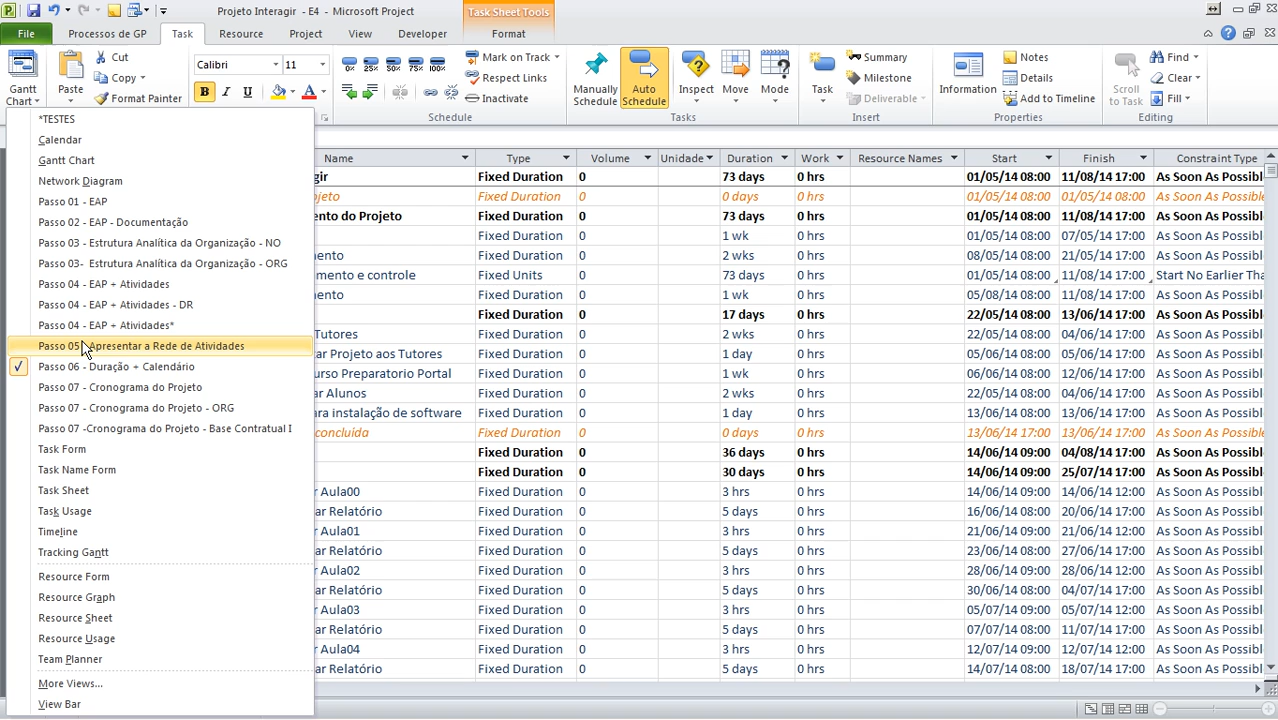 Projeto Interagir - E4 - Microsoft Project
Task Sheet Tools
File Processos de GP Task Resource Project View Developer Format
Gantt Chart
Paste
Cut
Copy
Format Painter
Calibri 11
B I U A
0% 25% 50% 75% 100%
Mark on Track
Respect Links
Inactivate
Schedule
Manually Schedule
Auto Schedule
Inspect
Move
Mode
Tasks
Task
Summary
Milestone
Deliverable
Insert
Information
Notes
Details
Add to Timeline
Properties
Scroll to Task
Find
Clear
Fill
Editing
*TESTES
Calendar
Gantt Chart
Network Diagram
Passo 01 - EAP
Passo 02 - EAP - Documentação
Passo 03 - Estrutura Analítica da Organização - NO
Passo 03- Estrutura Analítica da Organização - ORG
Passo 04 - EAP + Atividades
Passo 04 - EAP + Atividades - DR
Passo 04 - EAP + Atividades*
Passo 05 - Apresentar a Rede de Atividades
Passo 06 - Duração + Calendário
Passo 07 - Cronograma do Projeto
Passo 07 - Cronograma do Projeto - ORG
Passo 07 -Cronograma do Projeto - Base Contratual I
Task Form
Task Name Form
Task Sheet
Task Usage
Timeline
Tracking Gantt
Resource Form
Resource Graph
Resource Sheet
Resource Usage
Team Planner
More Views...
View Bar
Name Type Volume Unidade Duration Work Resource Names Start Finish Constraint Type
gir Fixed Duration 0 73 days 0 hrs 01/05/14 08:00 11/08/14 17:00 As Soon As Possibl
ojeto Fixed Duration 0 0 days 0 hrs 01/05/14 08:00 01/05/14 08:00 As Soon As Possibl
ento do Projeto Fixed Duration 0 73 days 0 hrs 01/05/14 08:00 11/08/14 17:00 As Soon As Possibl
Fixed Duration 0 1 wk 0 hrs 01/05/14 08:00 07/05/14 17:00 As Soon As Possibl
mento Fixed Duration 0 2 wks 0 hrs 08/05/14 08:00 21/05/14 17:00 As Soon As Possibl
mento e controle Fixed Units 0 73 days 0 hrs 01/05/14 08:00 11/08/14 17:00 Start No Earlier Tha
mento Fixed Duration 0 1 wk 0 hrs 05/08/14 08:00 11/08/14 17:00 As Soon As Possibl
Fixed Duration 0 17 days 0 hrs 22/05/14 08:00 13/06/14 17:00 As Soon As Possibl
Tutores Fixed Duration 0 2 wks 0 hrs 22/05/14 08:00 04/06/14 17:00 As Soon As Possibl
ar Projeto aos Tutores Fixed Duration 0 1 day 0 hrs 05/06/14 08:00 05/06/14 17:00 As Soon As Possibl
urso Preparatorio Portal Fixed Duration 0 1 wk 0 hrs 06/06/14 08:00 12/06/14 17:00 As Soon As Possibl
ar Alunos Fixed Duration 0 2 wks 0 hrs 22/05/14 08:00 04/06/14 17:00 As Soon As Possibl
ara instalação de software Fixed Duration 0 1 day 0 hrs 13/06/14 08:00 13/06/14 17:00 As Soon As Possibl
concluída Fixed Duration 0 0 days 0 hrs 13/06/14 17:00 13/06/14 17:00 As Soon As Possibl
Fixed Duration 0 36 days 0 hrs 14/06/14 09:00 04/08/14 17:00 As Soon As Possibl
Fixed Duration 0 30 days 0 hrs 14/06/14 09:00 25/07/14 17:00 As Soon As Possibl
r Aula00 Fixed Duration 0 3 hrs 0 hrs 14/06/14 09:00 14/06/14 12:00 As Soon As Possibl
ar Relatório Fixed Duration 0 5 days 0 hrs 16/06/14 08:00 20/06/14 17:00 As Soon As Possibl
r Aula01 Fixed Duration 0 3 hrs 0 hrs 21/06/14 09:00 21/06/14 12:00 As Soon As Possibl
ar Relatório Fixed Duration 0 5 days 0 hrs 23/06/14 08:00 27/06/14 17:00 As Soon As Possibl
r Aula02 Fixed Duration 0 3 hrs 0 hrs 28/06/14 09:00 28/06/14 12:00 As Soon As Possibl
ar Relatório Fixed Duration 0 5 days 0 hrs 30/06/14 08:00 04/07/14 17:00 As Soon As Possibl
r Aula03 Fixed Duration 0 3 hrs 0 hrs 05/07/14 09:00 05/07/14 12:00 As Soon As Possibl
ar Relatório Fixed Duration 0 5 days 0 hrs 07/07/14 08:00 11/07/14 17:00 As Soon As Possibl
r Aula04 Fixed Duration 0 3 hrs 0 hrs 12/07/14 09:00 12/07/14 12:00 As Soon As Possibl
ar Relatório Fixed Duration 0 5 days 0 hrs 14/07/14 08:00 18/07/14 17:00 As Soon As Possibl